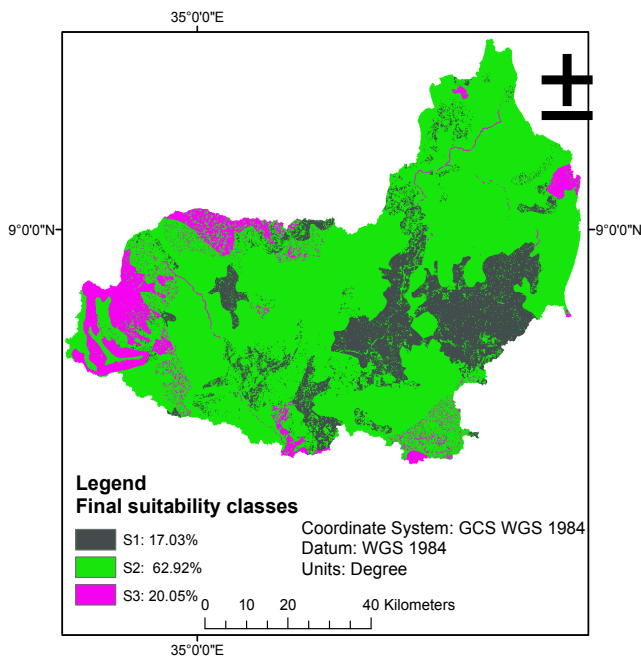 35°0'0"E
9°0'0"N
9°0'0"N
Legend
Final suitability classes
S1: 17.03%
S2: 62.92%
S3: 20.05%
Coordinate System: GCS WGS 1984
Datum: WGS 1984
Units: Degree
0 10 20 40 Kilometers
35°0'0"E